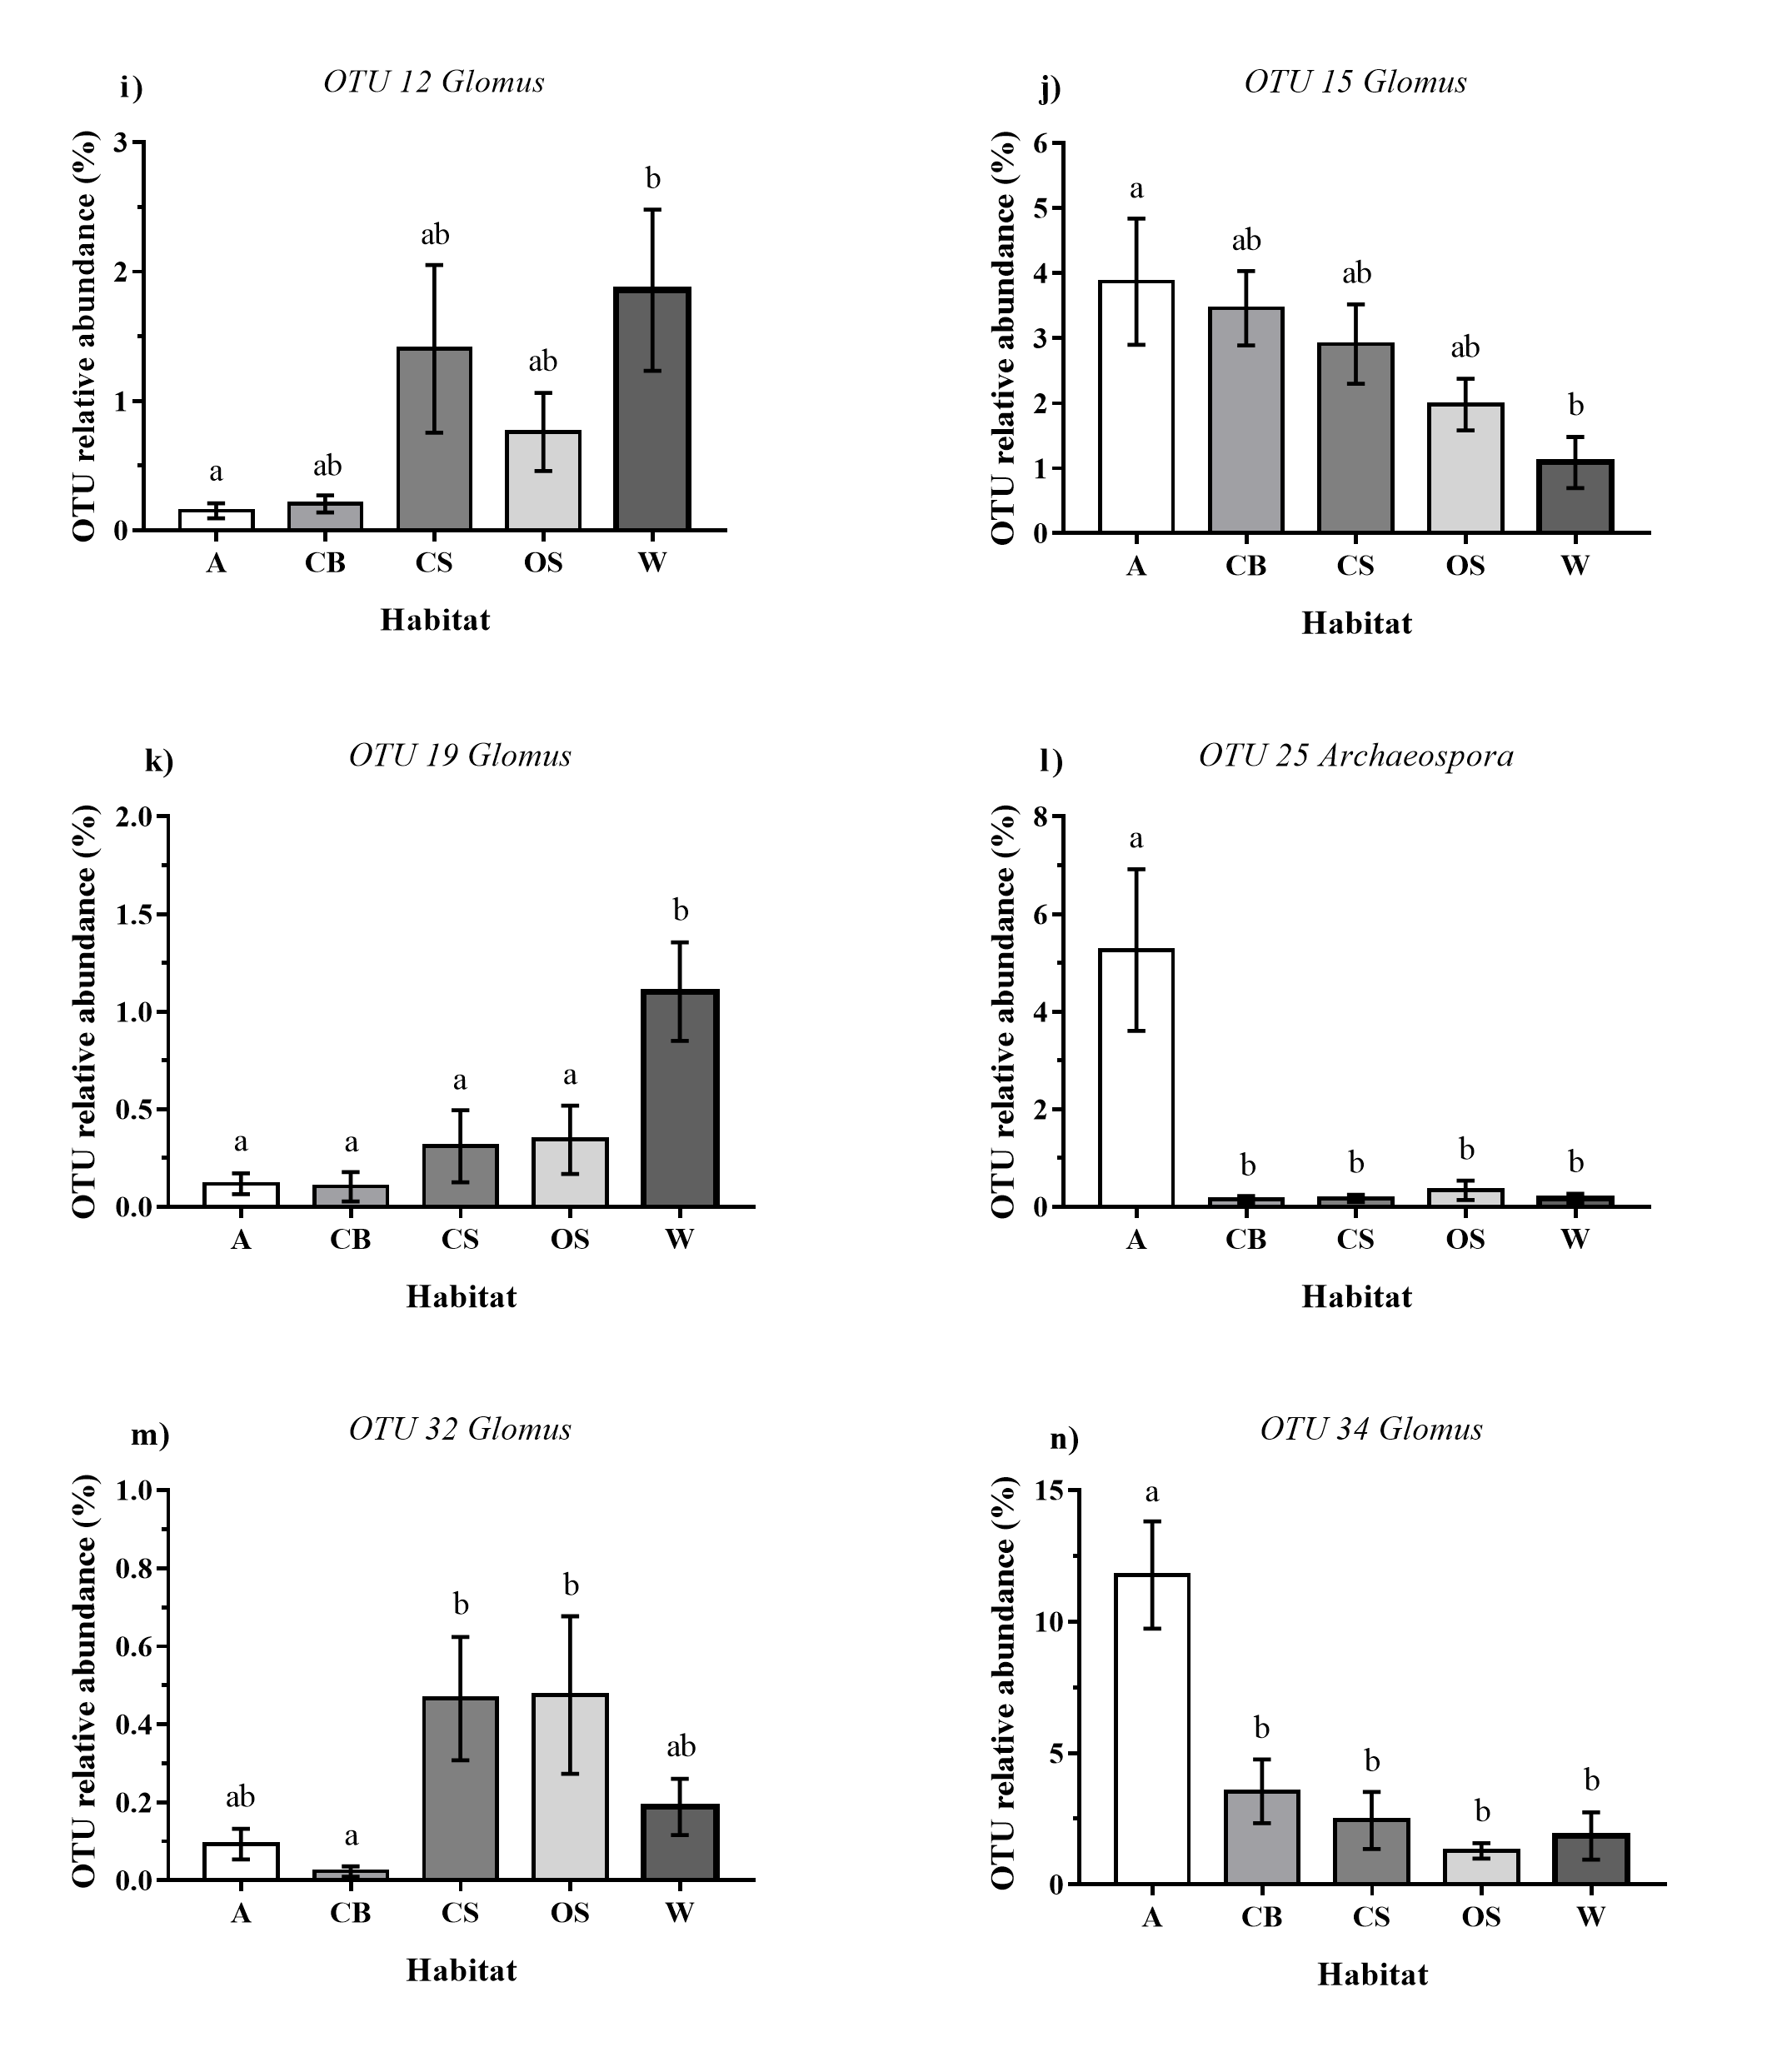 i) OTU 12 Glomus
OTU relative abundance (%)
3
2
1
0
a ab ab ab b
A CB CS OS W
Habitat
j) OTU 15 Glomus
OTU relative abundance (%)
6
5
4
3
2
1
0
a ab ab ab b
A CB CS OS W
Habitat
k) OTU 19 Glomus
OTU relative abundance (%)
2.0
1.5
1.0
0.5
0.0
a a a a b
A CB CS OS W
Habitat
l) OTU 25 Archaeospora
OTU relative abundance (%)
8
6
4
2
0
a b b b b
A CB CS OS W
Habitat
m) OTU 32 Glomus
OTU relative abundance (%)
1.0
0.8
0.6
0.4
0.2
0.0
ab a b b ab
A CB CS OS W
Habitat
n) OTU 34 Glomus
OTU relative abundance (%)
15
10
5
0
a b b b b
A CB CS OS W
Habitat